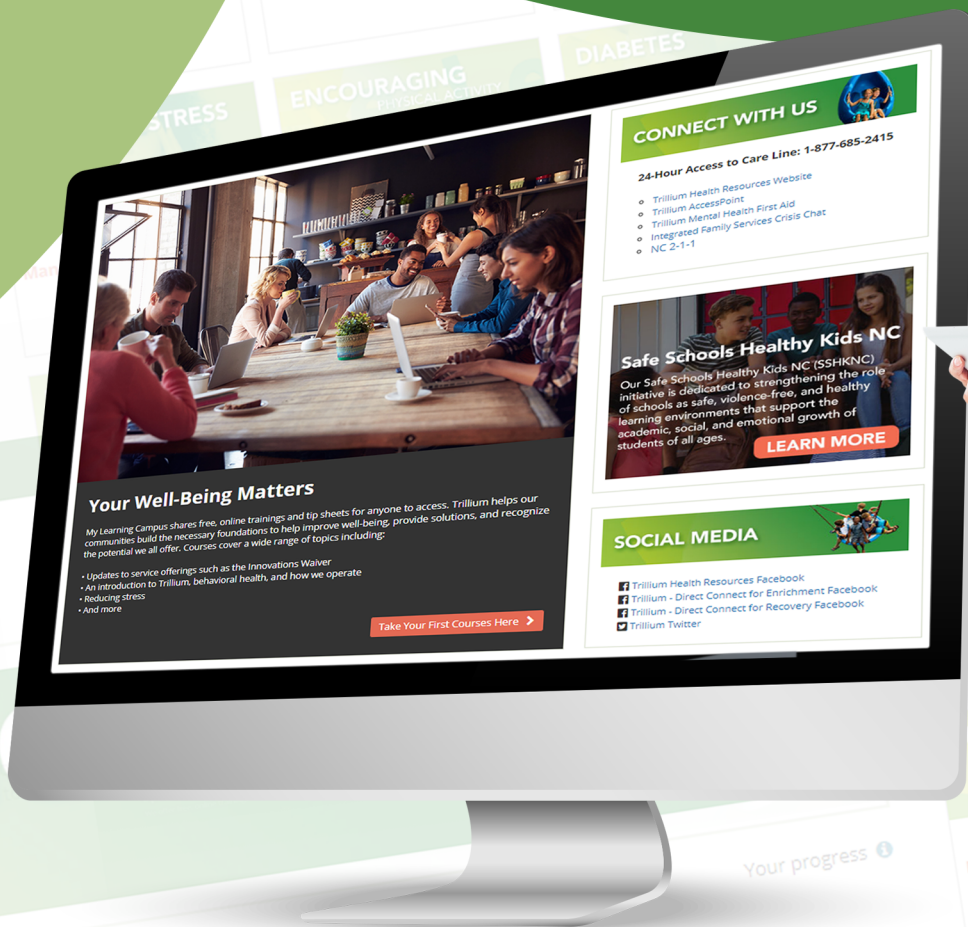 DIABETES
ENCOURAGING
PHYSICAL ACTIVITY
STRESS
CONNECT WITH US
24-Hour Access to Care Line: 1-877-685-2415
Trillium Health Resources Website
Trillium AccessPoint
Trillium Mental Health First Aid
Integrated Family Services Crisis Chat
NC 2-1-1
Safe Schools Healthy Kids NC
Our Safe Schools Healthy Kids NC (SSHKNC)
initiative is dedicated to strengthening the role
of schools as safe, violence-free, and healthy
learning environments that support the
academic, social, and emotional growth of
students of all ages.
LEARN MORE
Your Well-Being Matters
My Learning Campus shares free, online trainings and tip sheets for anyone to access. Trillium helps our
communities build the necessary foundations to help improve well-being, provide solutions, and recognize
the potential we all offer. Courses cover a wide range of topics including:
• Updates to service offerings such as the Innovations Waiver
• An introduction to Trillium, behavioral health, and how we operate
• Reducing stress
• And more
Take Your First Courses Here
SOCIAL MEDIA
Trillium Health Resources Facebook
Trillium - Direct Connect for Enrichment Facebook
Trillium - Direct Connect for Recovery Facebook
Trillium Twitter
Your progress